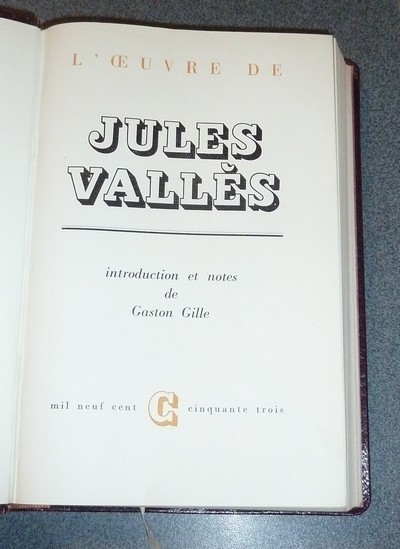 L'ŒUVRE DE
JULES
VALLÈS
introduction et notes
de
Gaston Gille
mil neuf cent C cinquante trois